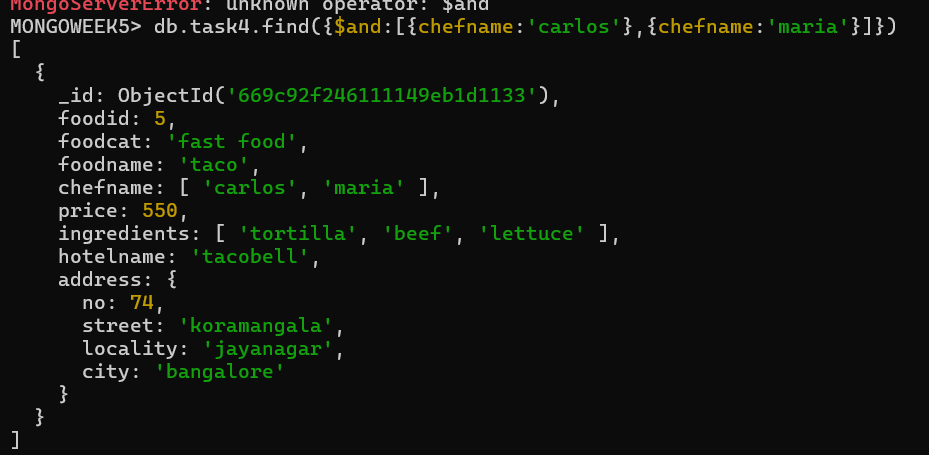 MongoServerError: unknown operator: $and
MONGOWEEK5> db.task4.find({$and:[{chefname:'carlos'},{chefname:'maria'}]})
[
  {
    _id: ObjectId('669c92f246111149eb1d1133'),
    foodid: 5,
    foodcat: 'fast food',
    foodname: 'taco',
    chefname: [ 'carlos', 'maria' ],
    price: 550,
    ingredients: [ 'tortilla', 'beef', 'lettuce' ],
    hotelname: 'tacobell',
    address: {
      no: 74,
      street: 'koramangala',
      locality: 'jayanagar',
      city: 'bangalore'
    }
  }
]